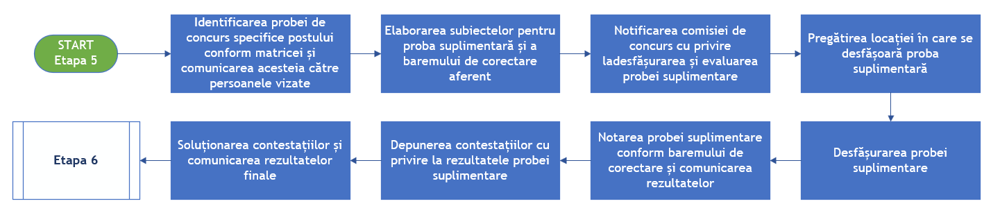 START
Etapa 5
Identificarea probei de
concurs specifice postului
conform matricei și
comunicarea acesteia către
persoanele vizate
Elaborarea subiectelor pentru
proba suplimentară și a
baremului de corectare
aferent
Notificarea comisiei de
concurs cu privire
ladesfășurarea și evaluarea
probei suplimentare
Pregătirea locației în care se
desfășoară proba
suplimentară
Desfășurarea probei
suplimentare
Notarea probei suplimentare
conform baremului de
corectare și comunicarea
rezultatelor
Depunerea contestațiilor cu
privire la rezultatele probei
suplimentare
Soluționarea contestațiilor și
comunicarea rezultatelor
finale
Etapa 6